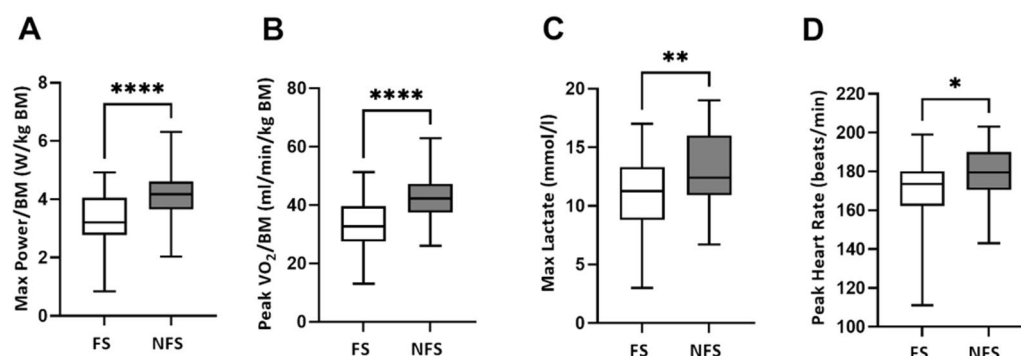 A
Max Power/BM (W/kg BM)
8
6
4
2
0
****
FS NFS
B
Peak VO₂/BM (ml/min/kg BM)
80
60
40
20
0
****
FS NFS
C
Max Lactate (mmol/l)
20
15
10
5
0
**
FS NFS
D
Peak Heart Rate (beats/min)
220
200
180
160
140
120
100
*
FS NFS